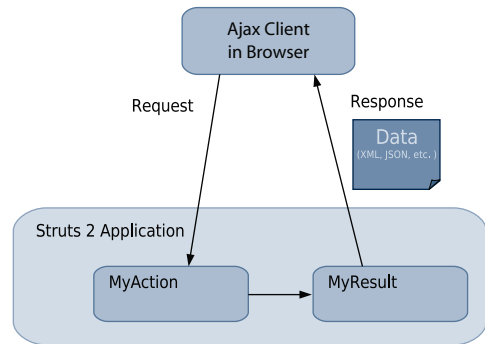 Ajax Client
in Browser
Request
Response
Data
(XML, JSON, etc. )
Struts 2 Application
MyAction
MyResult